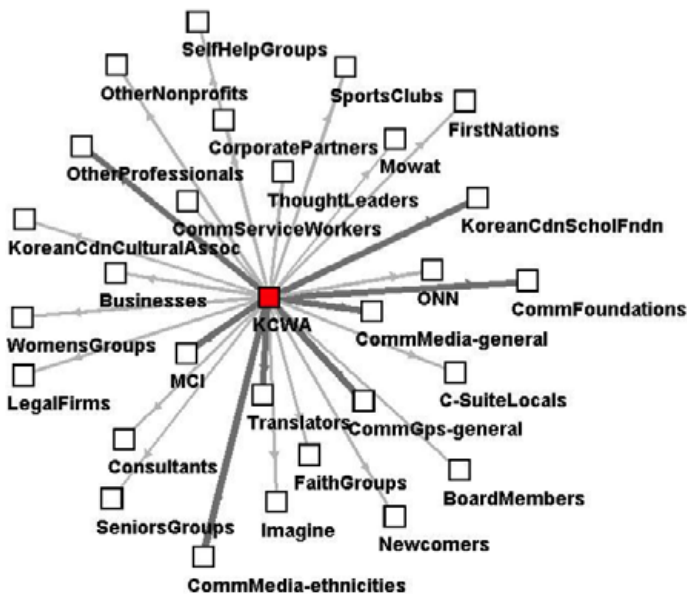 SelfHelpGroups
OtherNonprofits
SportsClubs
FirstNations
CorporatePartners
Mowat
OtherProfessionals
ThoughtLeaders
CommServiceWorkers
KoreanCdnScholFndn
KoreanCdnCulturalAssoc
Businesses
ONN
CommFoundations
KCWA
CommMedia-general
WomensGroups
MCI
LegalFirms
C-SuiteLocals
Translators
CommGps-general
Consultants
FaithGroups
BoardMembers
SeniorsGroups
Imagine
Newcomers
CommMedia-ethnicities